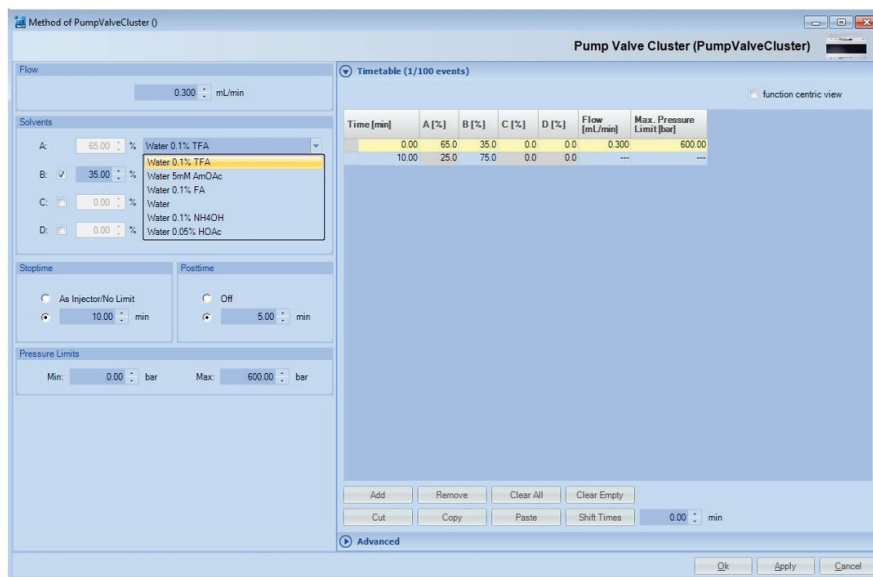 Method of PumpValveCluster ()
Pump Valve Cluster (PumpValveCluster)
Flow
0.300 mL/min
Solvents
A: 65.00 % Water 0.1% TFA
Water 0.1% TFA
B: 35.00 % Water 5mM AmOAc
Water 0.1% FA
C: 0.00 % Water
Water 0.1% NH4OH
D: 0.00 % Water 0.05% HOAc
Stoptime
As Injector/No Limit
10.00 min
Posttime
Off
5.00 min
Pressure Limits
Min: 0.00 bar Max: 600.00 bar
Timetable (1/100 events)
function centric view
Time [min] A [%] B [%] C [%] D [%] Flow [mL/min] Max. Pressure Limit [bar]
0.00 65.0 35.0 0.0 0.0 0.300 600.00
10.00 25.0 75.0 0.0 0.0 --- ---
Add Remove Clear All Clear Empty
Cut Copy Paste Shift Times 0.00 min
Advanced
Ok Apply Cancel